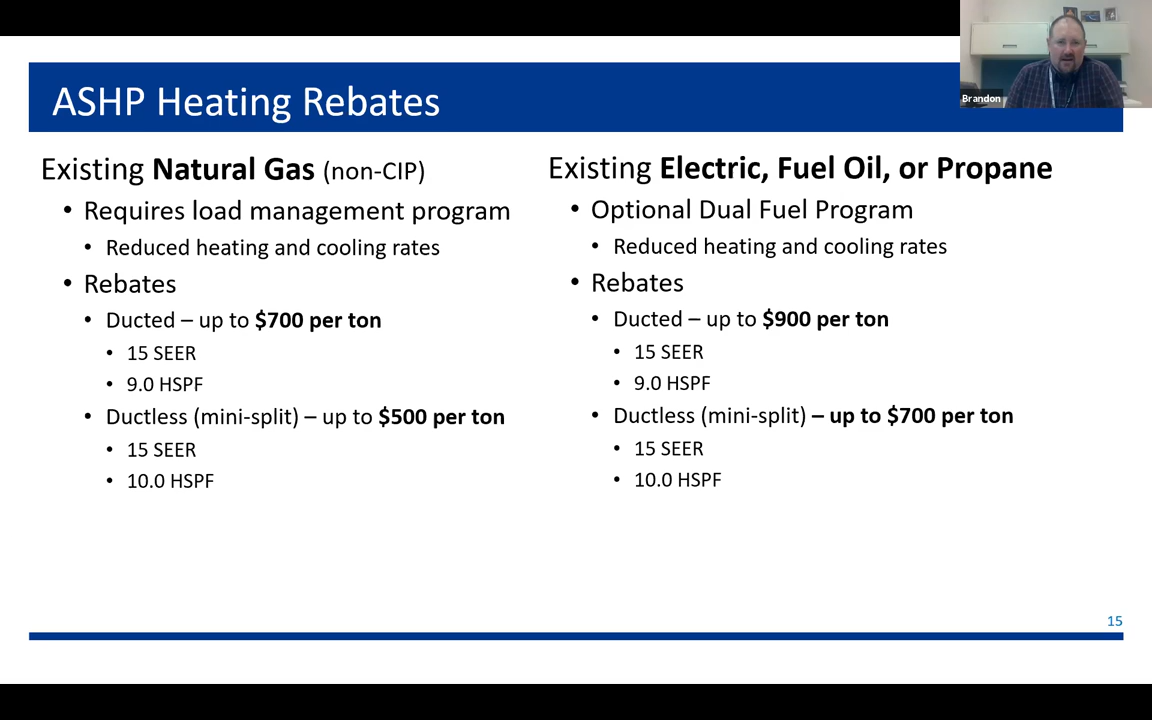 ASHP Heating Rebates
Brandon
Existing Natural Gas (non-CIP)
• Requires load management program
• Reduced heating and cooling rates
• Rebates
• Ducted – up to $700 per ton
• 15 SEER
• 9.0 HSPF
• Ductless (mini-split) – up to $500 per ton
• 15 SEER
• 10.0 HSPF
Existing Electric, Fuel Oil, or Propane
• Optional Dual Fuel Program
• Reduced heating and cooling rates
• Rebates
• Ducted – up to $900 per ton
• 15 SEER
• 9.0 HSPF
• Ductless (mini-split) – up to $700 per ton
• 15 SEER
• 10.0 HSPF
15